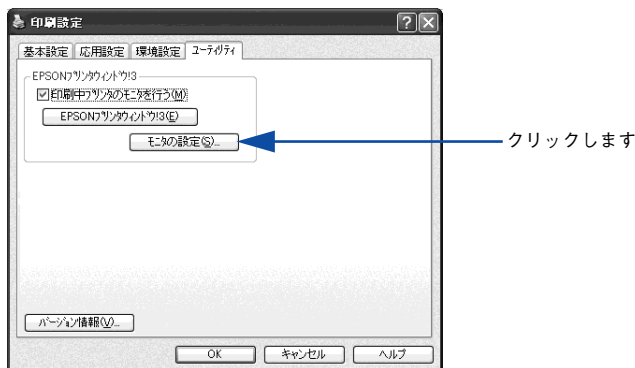 印刷設定
基本設定 応用設定 環境設定 ユーティリティ
EPSONプリンタウィンドウ!3
印刷中プリンタのモニタを行う(M)
EPSONプリンタウィンドウ!3(E)
モニタの設定(S)...
クリックします
バージョン情報(V)...
OK キャンセル ヘルプ